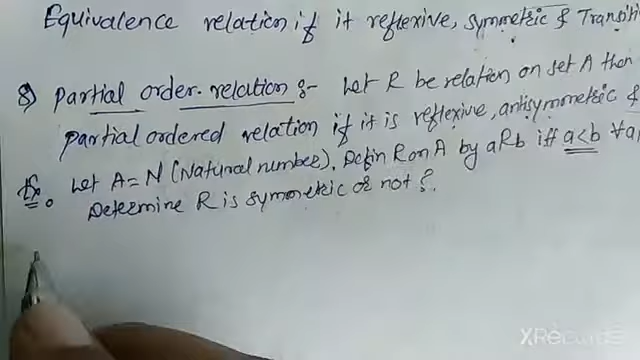 Equivalence relation if it reflexive, symmetric & Transiti
8) Partial order relation :- Let R be relation on set A then
partial ordered relation if it is reflexive, antisymmetric &
Ex. Let A = N (Natural number). Defin R on A by aRb iff a<b ∀a,
Determine R is symmetric or not ?.
XRecorder